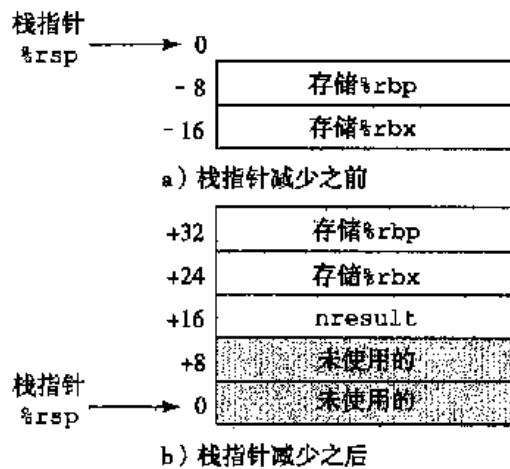 栈指针
%rsp
0
-8 存储%rbp
-16 存储%rbx
a)栈指针减少之前
+32 存储%rbp
+24 存储%rbx
+16 nresult
+8 未使用的
栈指针
%rsp
0 未使用的
b)栈指针减少之后